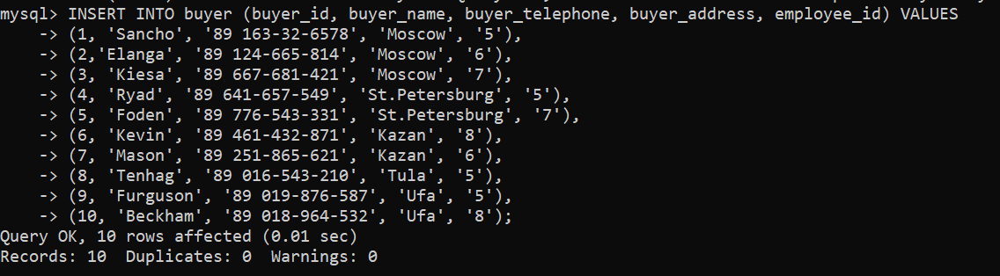 mysql> INSERT INTO buyer (buyer_id, buyer_name, buyer_telephone, buyer_address, employee_id) VALUES
-> (1, 'Sancho', '89 163-32-6578', 'Moscow', '5'),
-> (2,'Elanga', '89 124-665-814', 'Moscow', '6'),
-> (3, 'Kiesa', '89 667-681-421', 'Moscow', '7'),
-> (4, 'Ryad', '89 641-657-549', 'St.Petersburg', '5'),
-> (5, 'Foden', '89 776-543-331', 'St.Petersburg', '7'),
-> (6, 'Kevin', '89 461-432-871', 'Kazan', '8'),
-> (7, 'Mason', '89 251-865-621', 'Kazan', '6'),
-> (8, 'Tenhag', '89 016-543-210', 'Tula', '5'),
-> (9, 'Furguson', '89 019-876-587', 'Ufa', '5'),
-> (10, 'Beckham', '89 018-964-532', 'Ufa', '8');
Query OK, 10 rows affected (0.01 sec)
Records: 10  Duplicates: 0  Warnings: 0